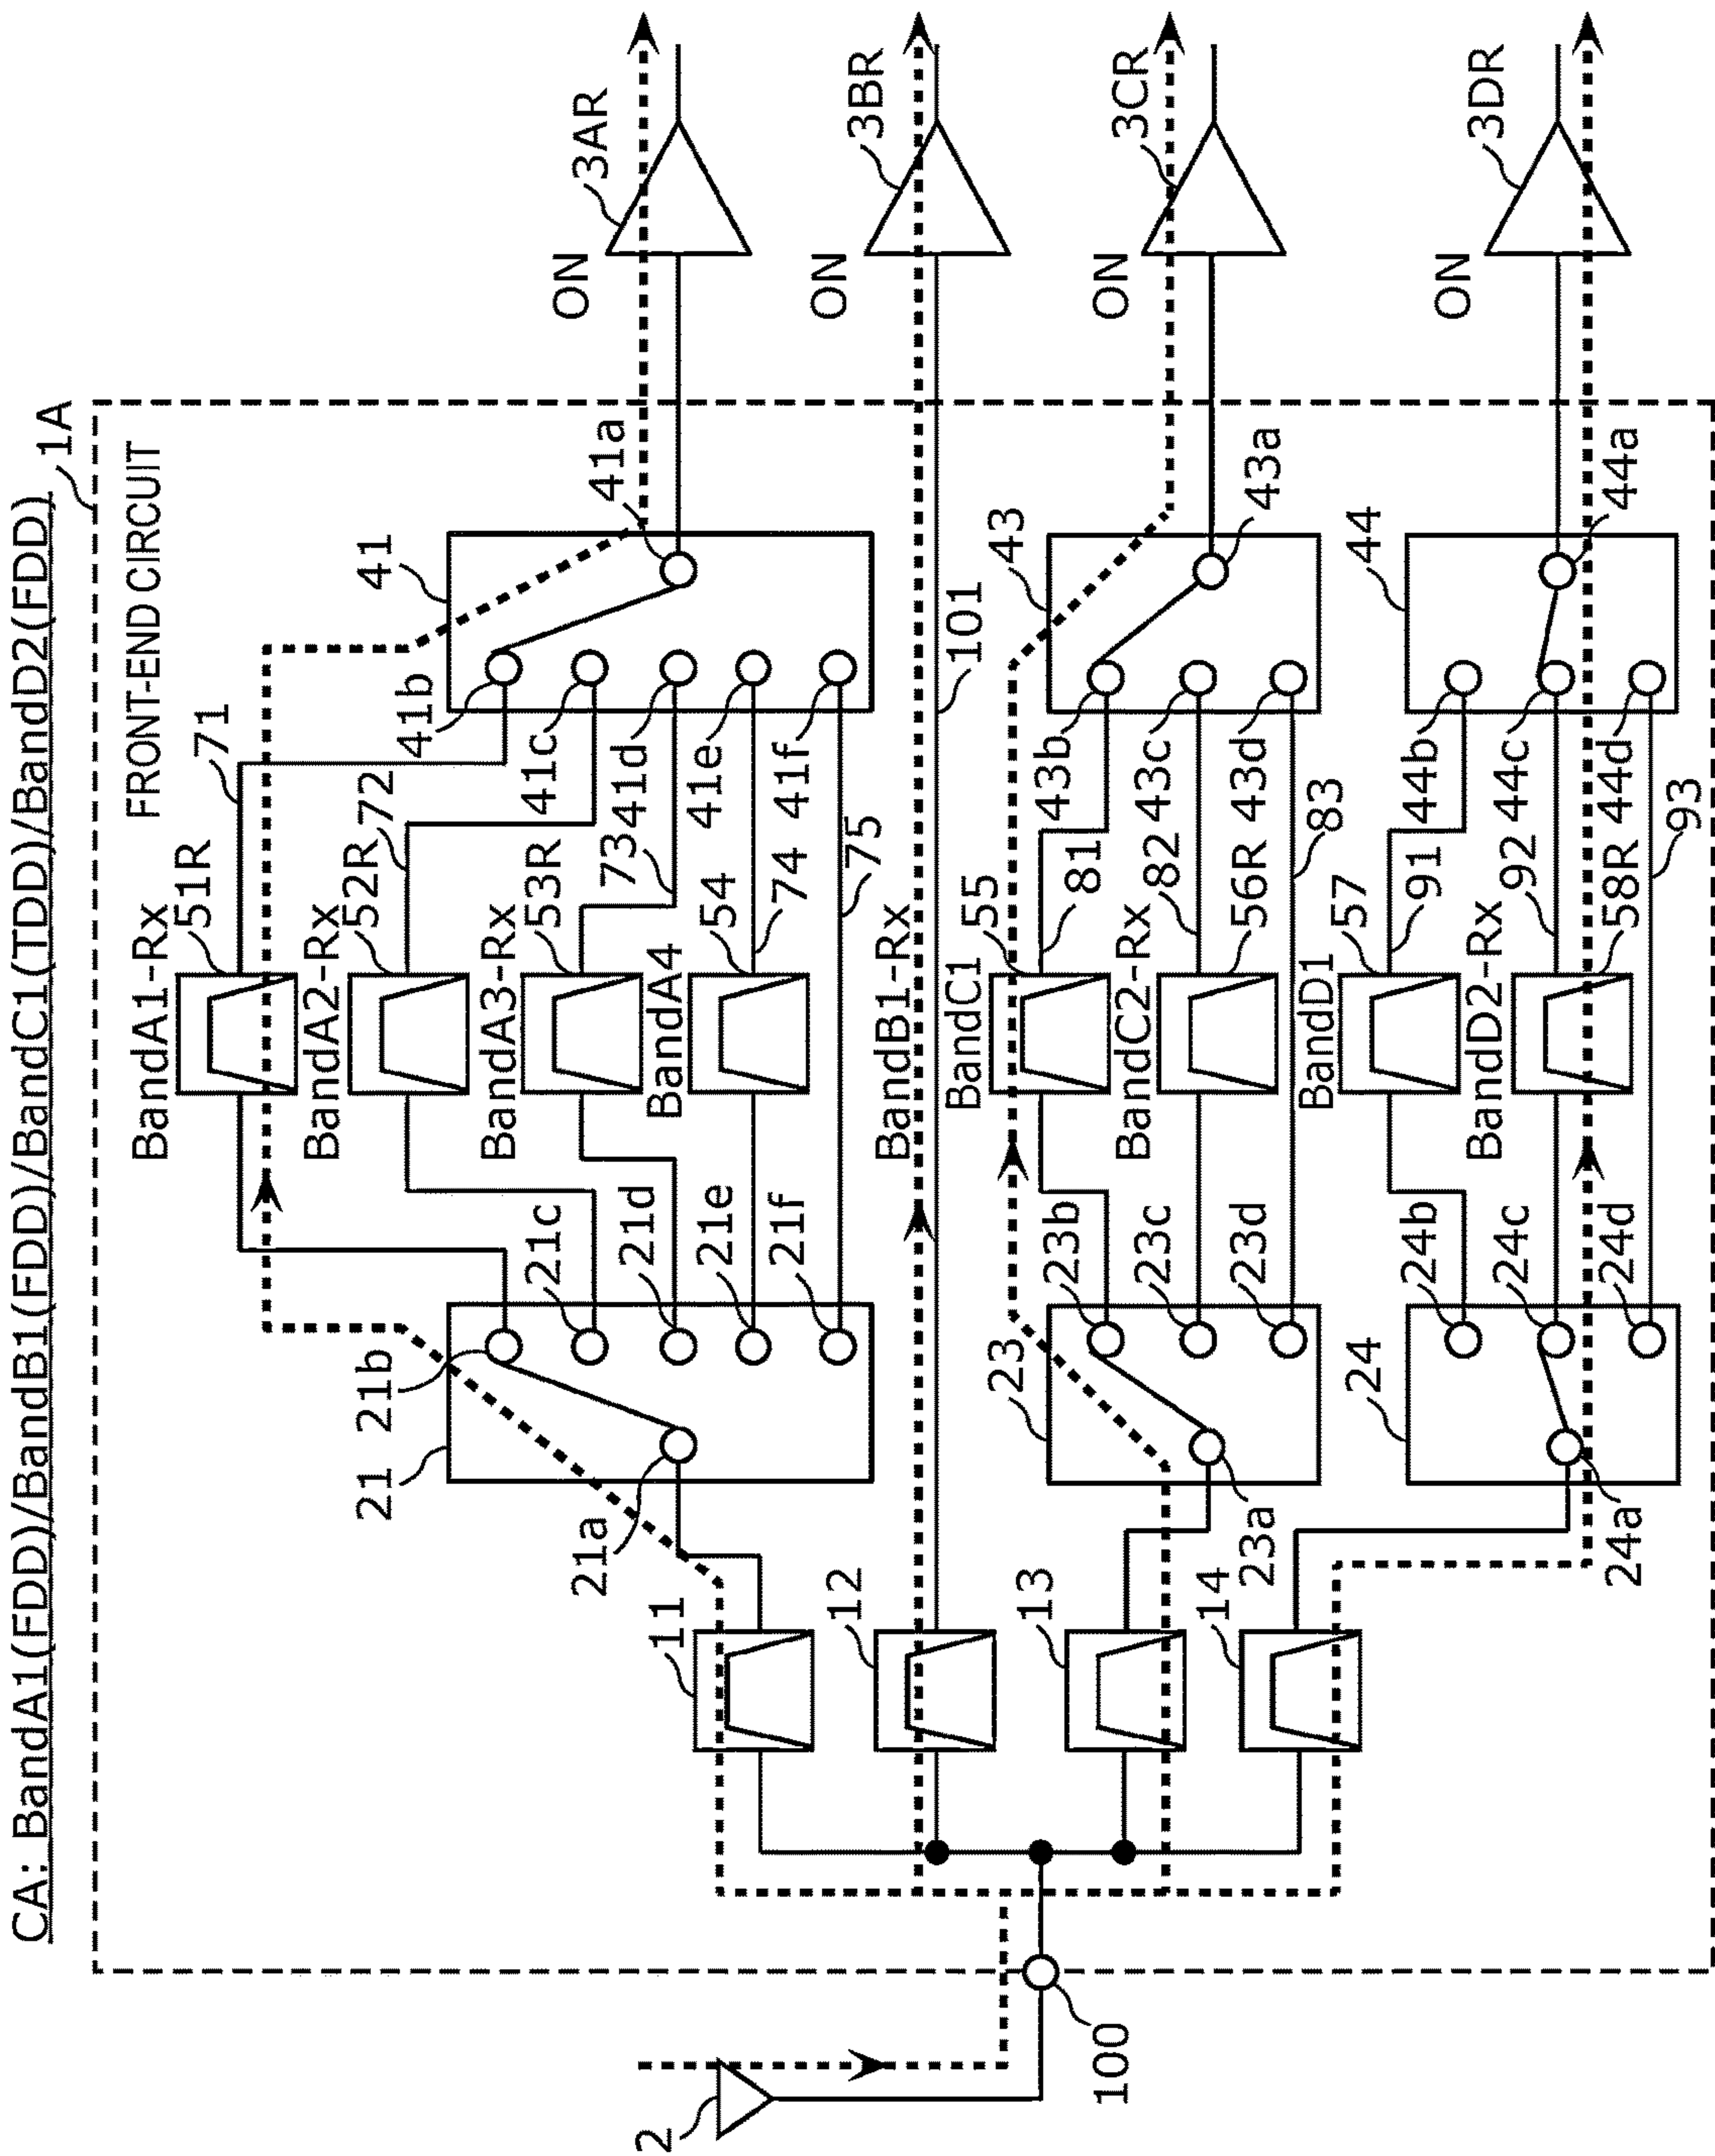 CA: BandA1(FDD)/BandB1(FDD)/BandC1(TDD)/BandD2(FDD)
1A
FRONT-END CIRCUIT
BandA1-Rx
51R
71
BandA2-Rx
52R
72
BandA3-Rx
53R
73
BandA4
54
74
75
21
21a
21b
21c
21d
21e
21f
41
41a
41b
41c
41d
41e
41f
ON
3AR
11
12
BandB1-Rx
101
ON
3BR
13
23
23a
23b
23c
23d
BandC1
55
81
BandC2-Rx
56R
82
83
43
43a
43b
43c
43d
ON
3CR
14
24
24a
24b
24c
24d
BandD1
57
91
BandD2-Rx
58R
92
93
44
44a
44b
44c
44d
ON
3DR
2
100